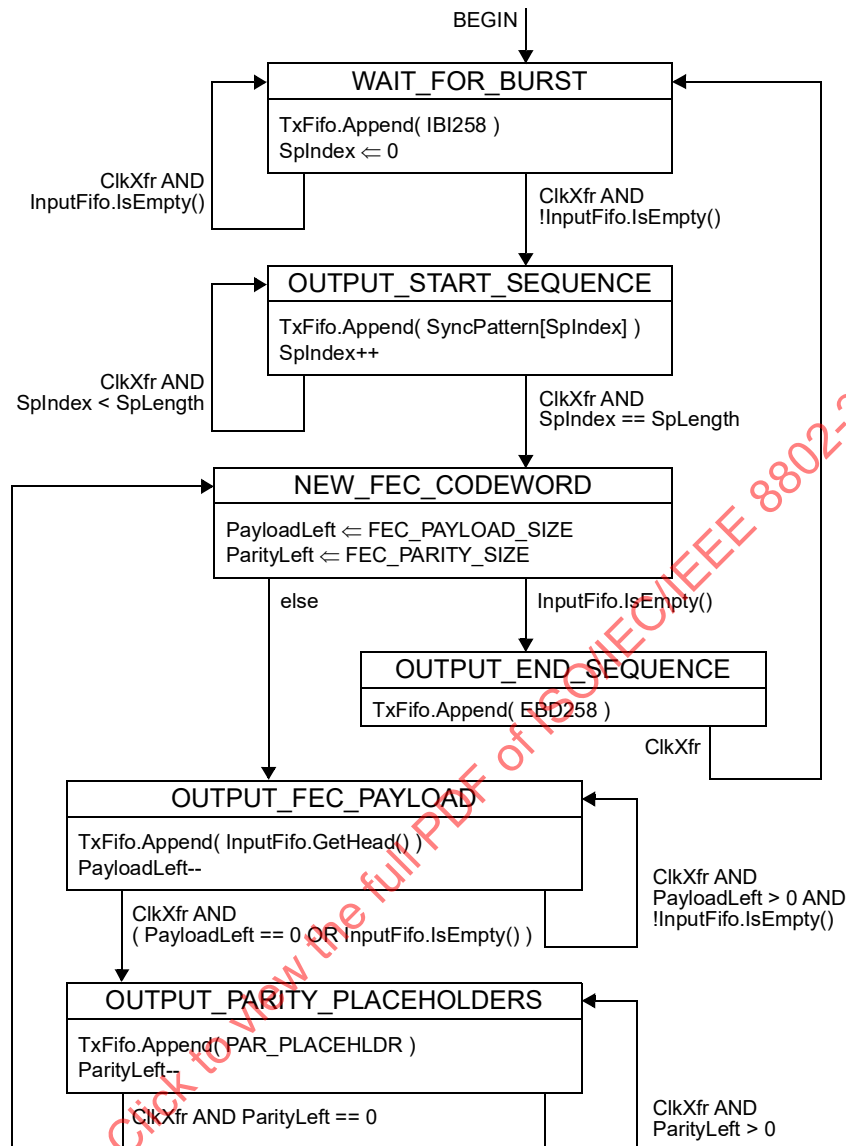 BEGIN
WAIT_FOR_BURST
TxFifo.Append( IBI258 )
SpIndex ⇐ 0
ClkXfr AND
InputFifo.IsEmpty()
ClkXfr AND
!InputFifo.IsEmpty()
OUTPUT_START_SEQUENCE
TxFifo.Append( SyncPattern[SpIndex] )
SpIndex++
ClkXfr AND
SpIndex < SpLength
ClkXfr AND
SpIndex == SpLength
NEW_FEC_CODEWORD
PayloadLeft ⇐ FEC_PAYLOAD_SIZE
ParityLeft ⇐ FEC_PARITY_SIZE
else
InputFifo.IsEmpty()
OUTPUT_END_SEQUENCE
TxFifo.Append( EBD258 )
ClkXfr
OUTPUT_FEC_PAYLOAD
TxFifo.Append( InputFifo.GetHead() )
PayloadLeft--
ClkXfr AND
PayloadLeft > 0 AND
!InputFifo.IsEmpty()
ClkXfr AND
( PayloadLeft == 0 OR InputFifo.IsEmpty() )
OUTPUT_PARITY_PLACEHOLDERS
TxFifo.Append( PAR_PLACEHLDR )
ParityLeft--
ClkXfr AND ParityLeft == 0
ClkXfr AND
ParityLeft > 0
Click to view the full PDF of ISO/IEC/IEEE 8802-